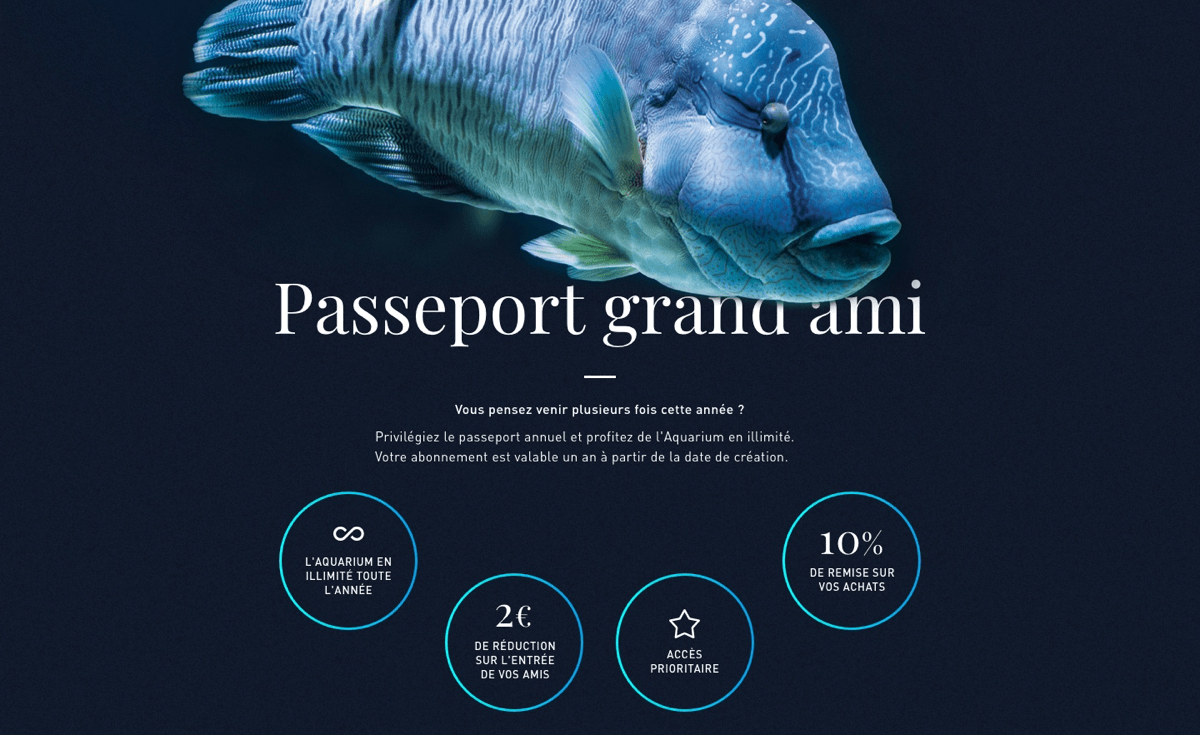 Passeport grand ami
Vous pensez venir plusieurs fois cette année ?
Privilégiez le passeport annuel et profitez de l'Aquarium en illimité.
Votre abonnement est valable un an à partir de la date de création.
∞
L'AQUARIUM EN
ILLIMITÉ TOUTE
L'ANNÉE
2€
DE RÉDUCTION
SUR L'ENTRÉE
DE VOS AMIS
ACCÈS
PRIORITAIRE
10%
DE REMISE SUR
VOS ACHATS